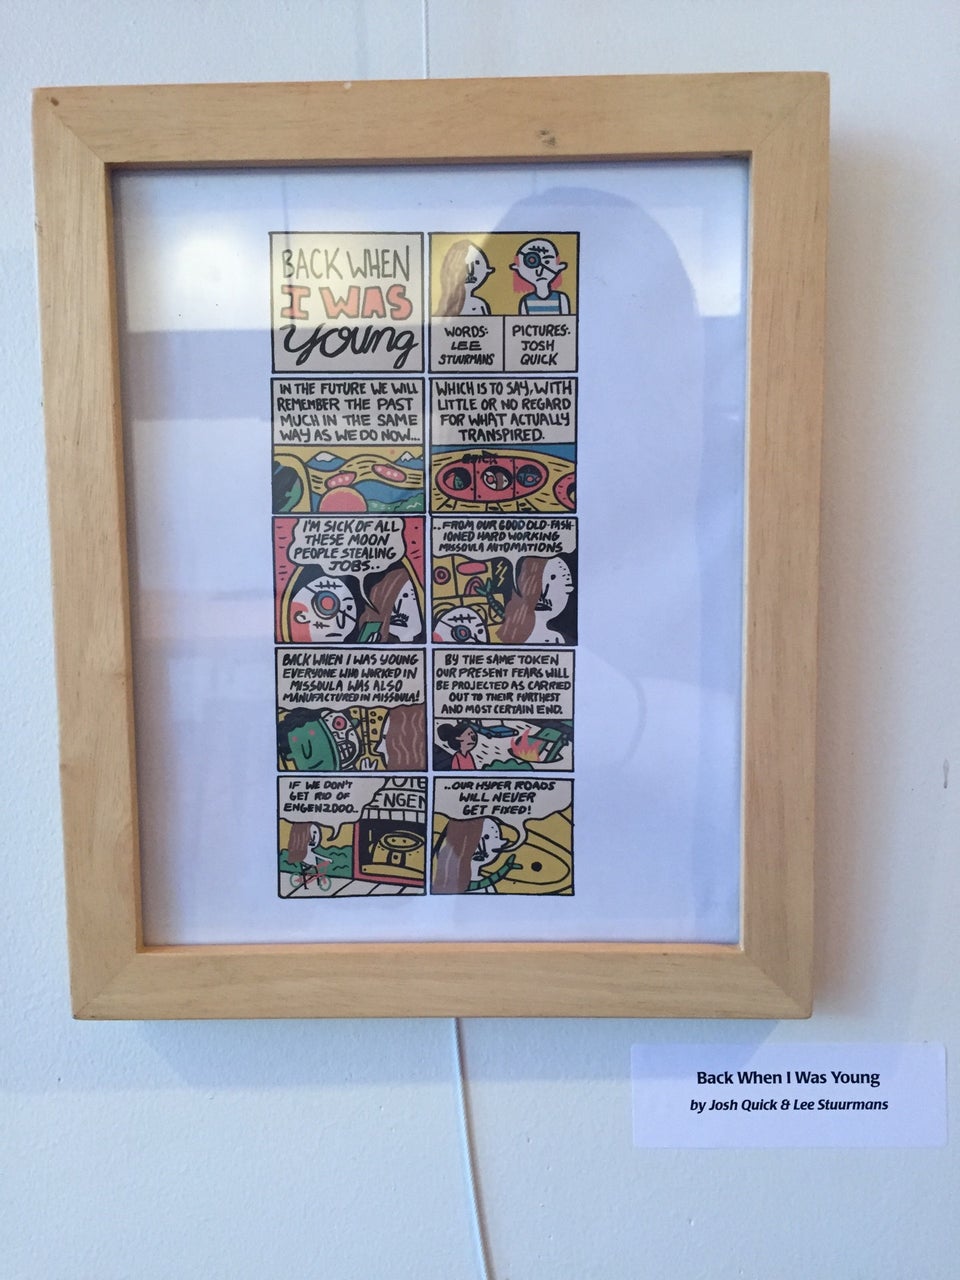 BACK WHEN
I WAS
Young
WORDS:
LEE
STUURMANS
PICTURES:
JOSH
QUICK
IN THE FUTURE WE WILL
REMEMBER THE PAST
MUCH IN THE SAME
WAY AS WE DO NOW...
WHICH IS TO SAY, WITH
LITTLE OR NO REGARD
FOR WHAT ACTUALLY
TRANSPIRED.
I'M SICK OF ALL
THESE MOON
PEOPLE STEALING
JOBS..
..FROM OUR GOOD OLD-FASH-
IONED HARD WORKING
MISSOULA AUTOMATIONS
BACK WHEN I WAS YOUNG
EVERYONE WHO WORKED IN
MISSOULA WAS ALSO
MANUFACTURED IN MISSOULA!
BY THE SAME TOKEN
OUR PRESENT FEARS WILL
BE PROJECTED AS CARRIED
OUT TO THEIR FURTHEST
AND MOST CERTAIN END.
IF WE DON'T
GET RID OF
ENGEN2000..
VOTE
ENGEN
..OUR HYPER ROADS
WILL NEVER
GET FIXED!
Back When I Was Young
by Josh Quick & Lee Stuurmans